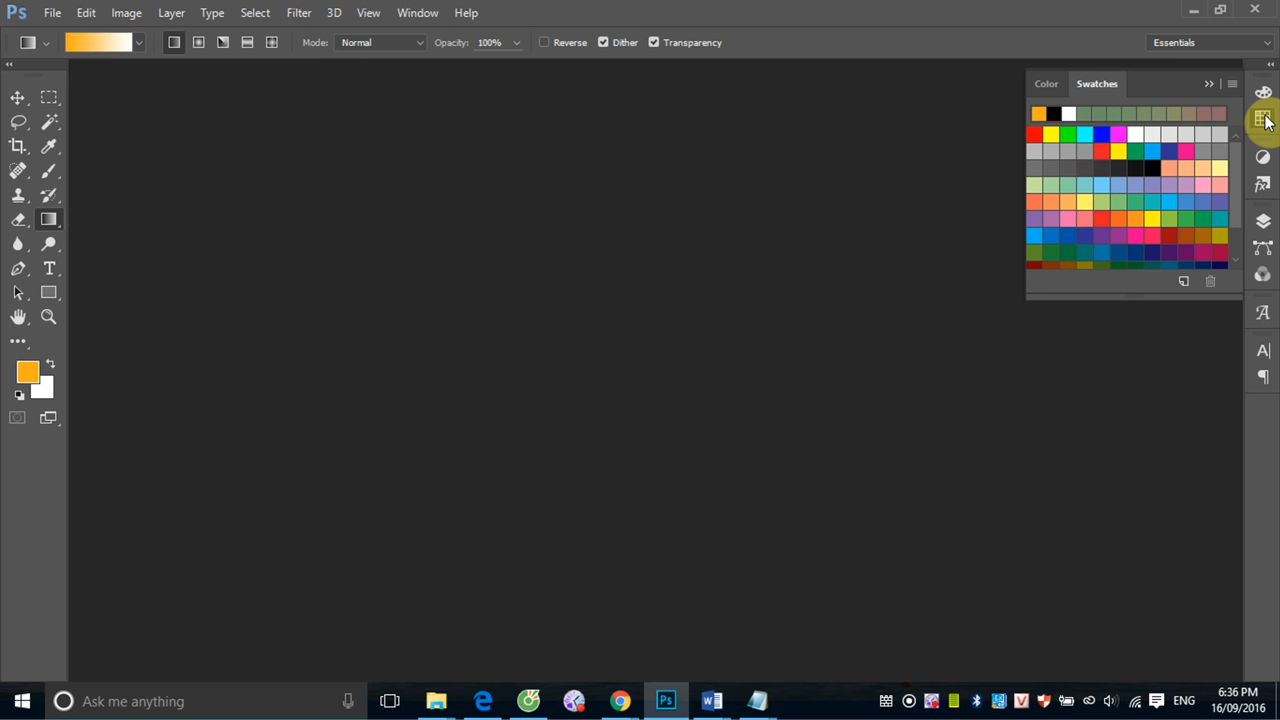 Ps File Edit Image Layer Type Select Filter 3D View Window Help
Mode: Normal Opacity: 100% Reverse Dither Transparency Essentials
Color Swatches
Ask me anything
Ps
ENG
6:36 PM
16/09/2016